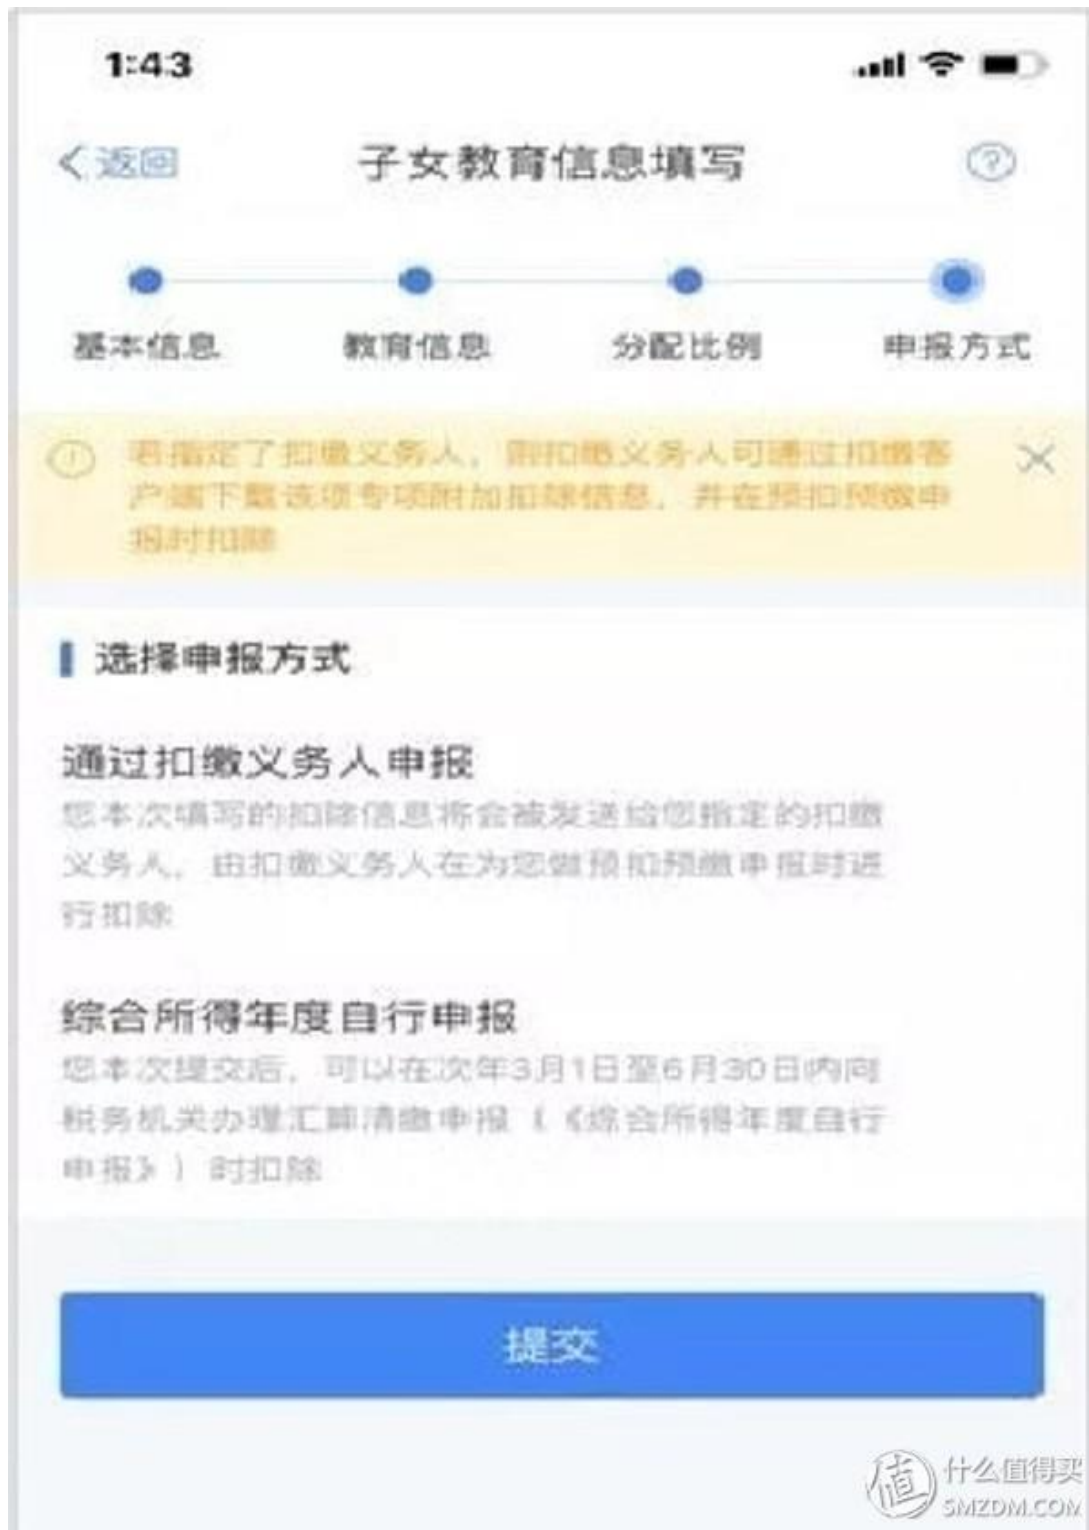 1:43
返回
子女教育信息填写
基本信息
教育信息
分配比例
申报方式
若指定了扣缴义务人，则扣缴义务人可通过扣缴客
户端下载该项专项附加扣除信息，并在预扣预缴申
报时扣除
选择申报方式
通过扣缴义务人申报
您本次填写的扣除信息将会被发送给您指定的扣缴
义务人，由扣缴义务人在为您做预扣预缴申报时进
行扣除
综合所得年度自行申报
您本次提交后，可以在次年3月1日至6月30日内向
税务机关办理汇算清缴申报（《综合所得年度自行
申报》）时扣除
提交
值
什么值得买
SMZDM.COM